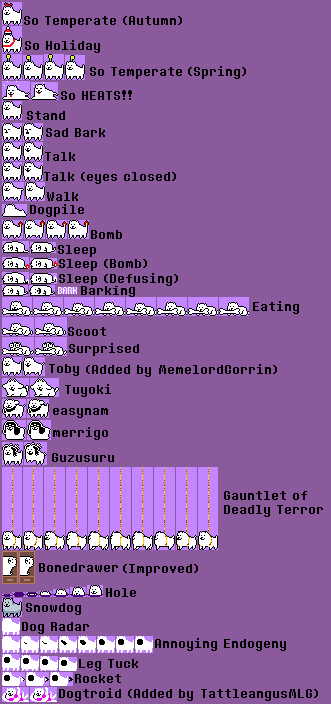 So Temperate (Autumn)
So Holiday
So Temperate (Spring)
So HEATS!!
Stand
Sad Bark
Talk
Talk (eyes closed)
Walk
Dogpile
Bomb
Sleep
Sleep (Bomb)
Sleep (Defusing)
BARK Barking
Eating
Scoot
Surprised
Toby (Added by MemelordGorrin)
Tuyoki
easynam
merrigo
Guzusuru
Gauntlet of
Deadly Terror
Bonedrawer (Improved)
Hole
Snowdog
Dog Radar
Annoying Endogeny
Leg Tuck
Rocket
Dogtroid (Added by TattleangusMLG)